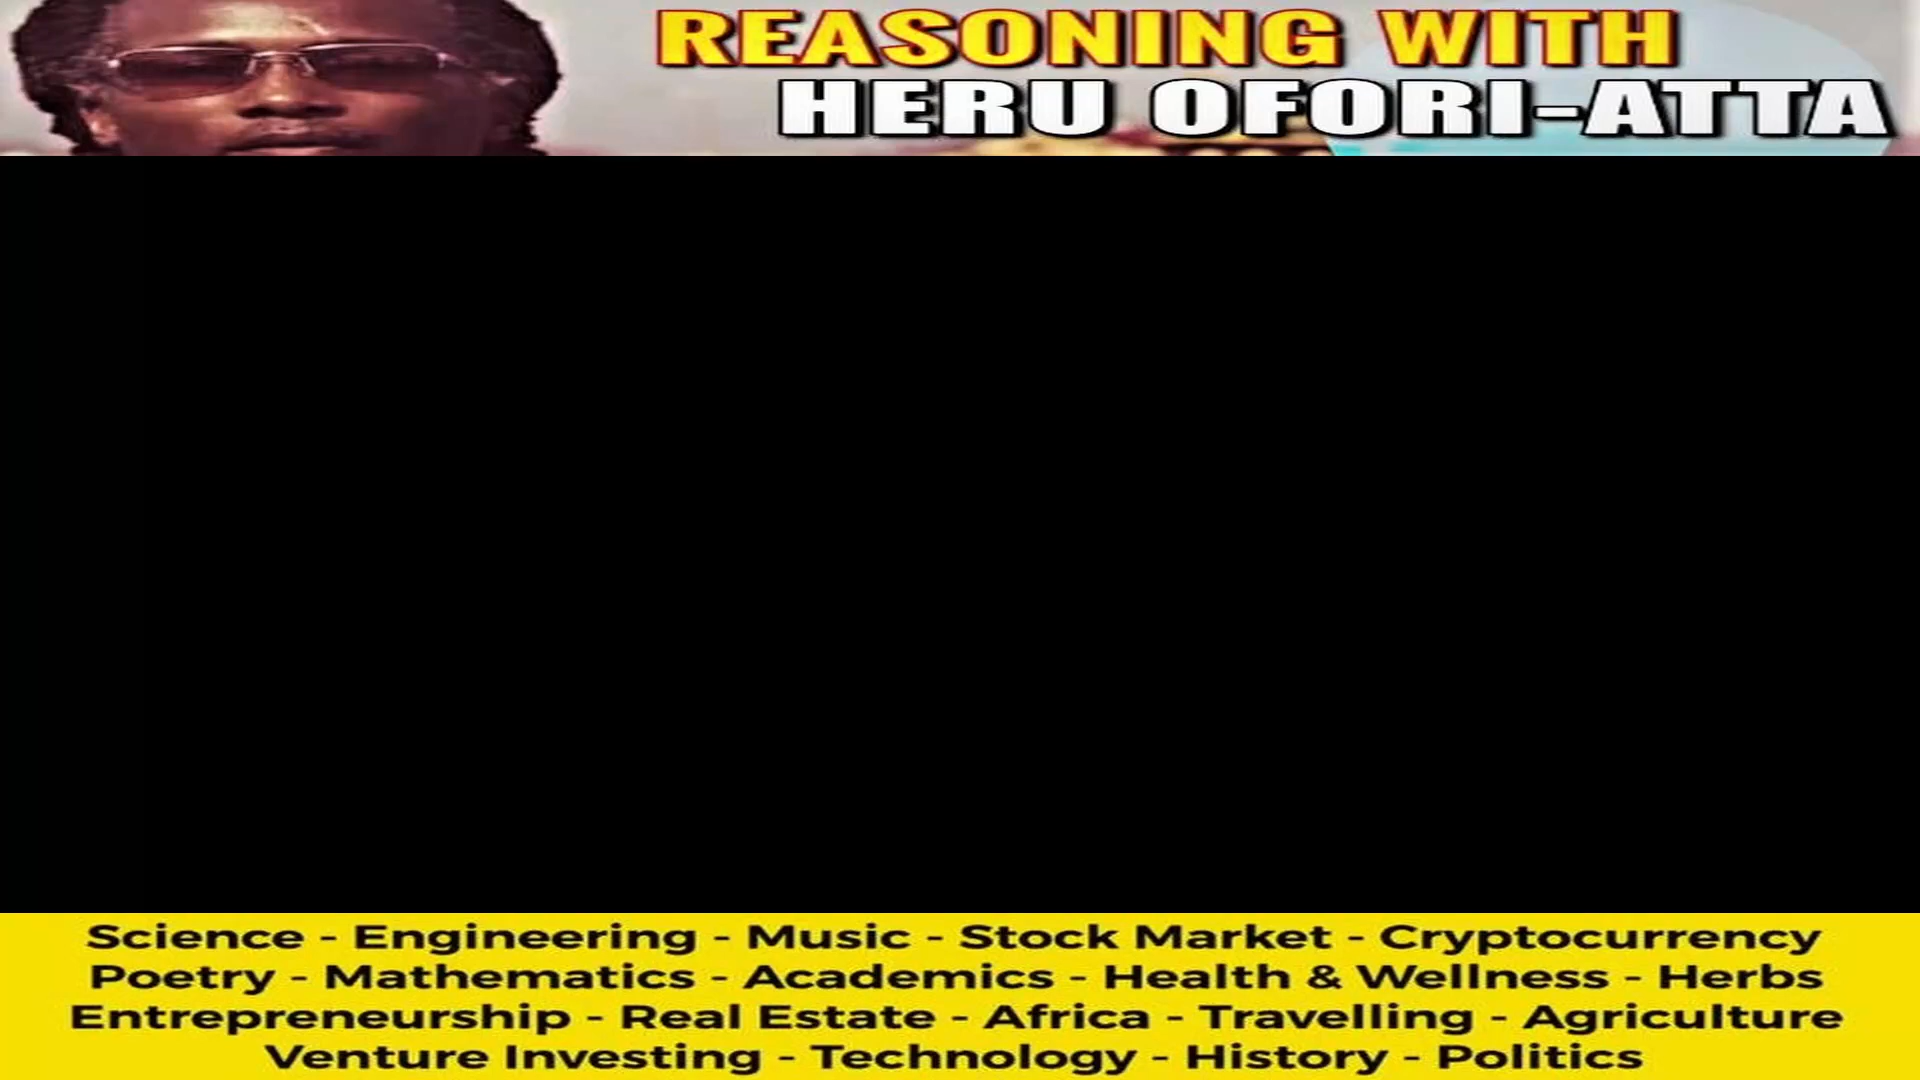 REASONING WITH
HERU OFORI-ATTA
Science - Engineering - Music - Stock Market - Cryptocurrency
Poetry - Mathematics - Academics - Health & Wellness - Herbs
Entrepreneurship - Real Estate - Africa - Travelling - Agriculture
Venture Investing - Technology - History - Politics